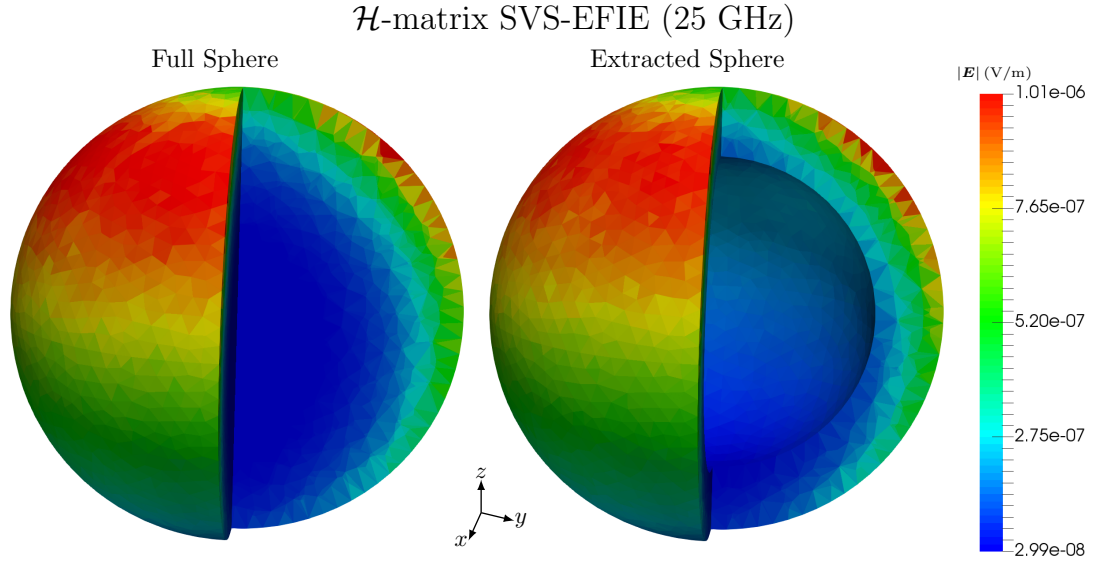 𝓗-matrix SVS-EFIE (25 GHz)
Full Sphere
Extracted Sphere
|𝑬| (V/m)
1.01e-06
7.65e-07
5.20e-07
2.75e-07
2.99e-08
z
y
x